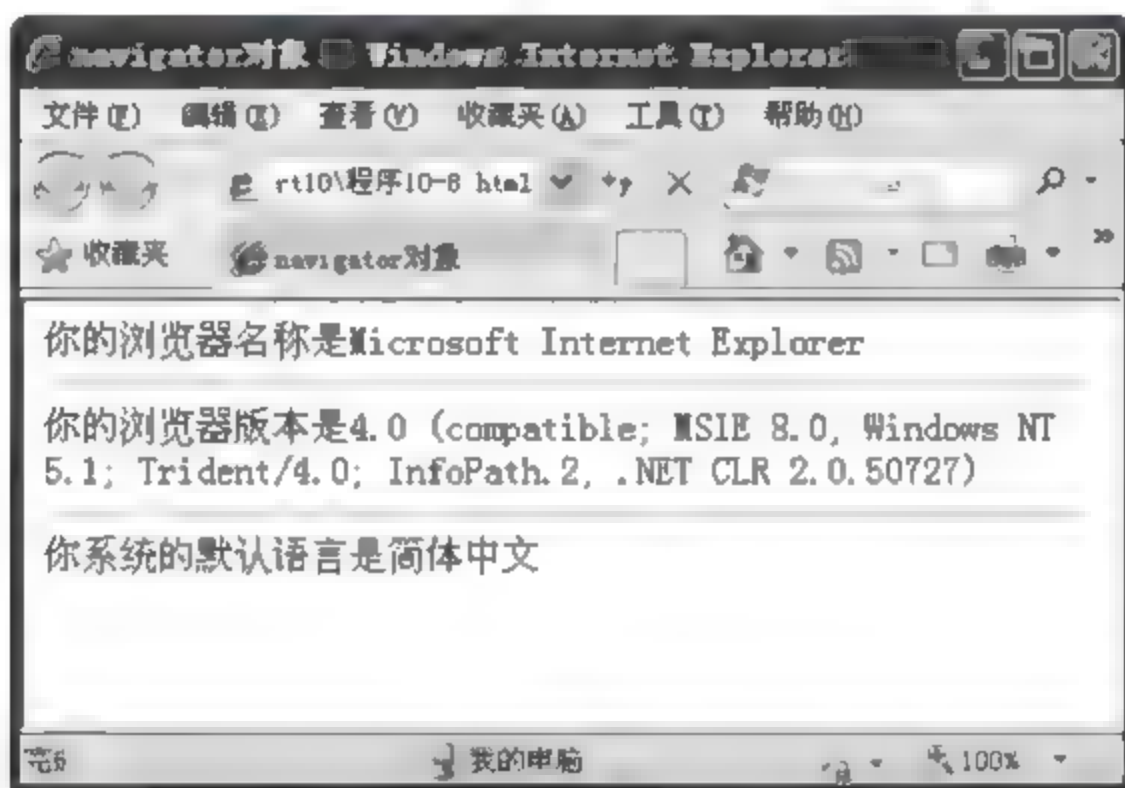 navigator对象 Windows Internet Explorer
文件(F) 编辑(E) 查看(V) 收藏夹(A) 工具(T) 帮助(H)
rt10\程序10-8 html
收藏夹 navigator对象
你的浏览器名称是Microsoft Internet Explorer
你的浏览器版本是4.0 (compatible; MSIE 8.0, Windows NT
5.1; Trident/4.0; InfoPath.2, .NET CLR 2.0.50727)
你系统的默认语言是简体中文
我的电脑 100%